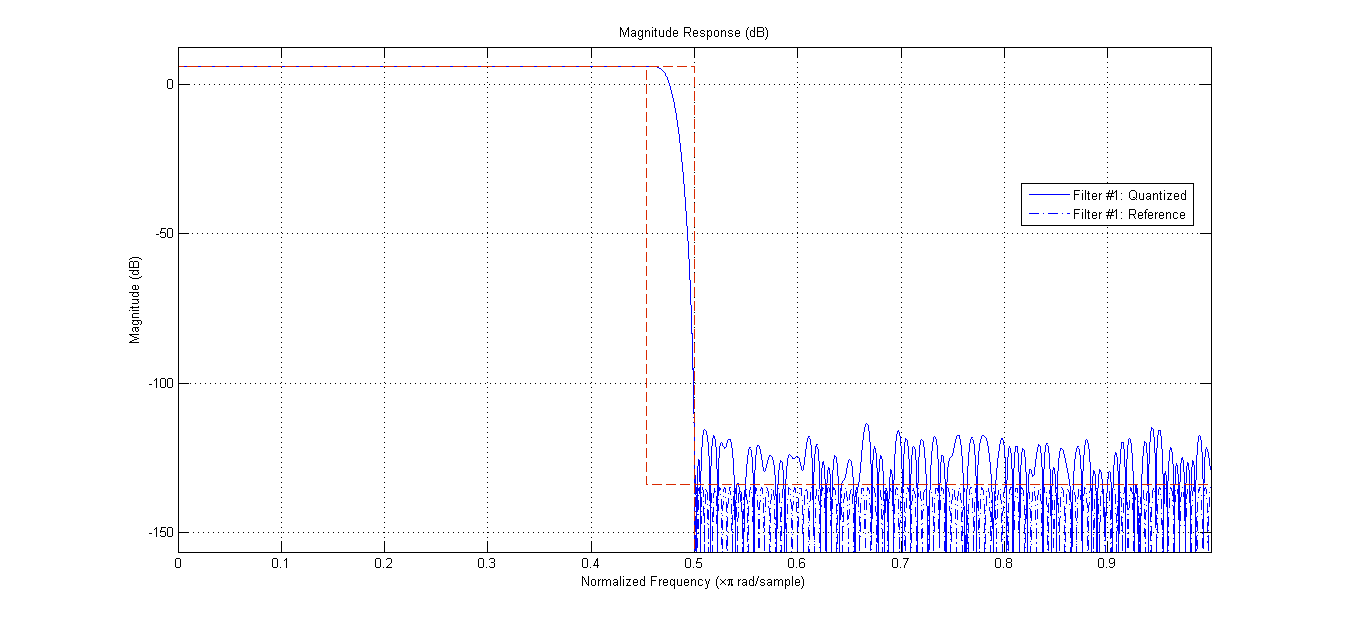 Magnitude Response (dB)
0
-50
-100
-150
Magnitude (dB)
Filter #1: Quantized
Filter #1: Reference
0
0.1
0.2
0.3
0.4
0.5
0.6
0.7
0.8
0.9
Normalized Frequency (×π rad/sample)